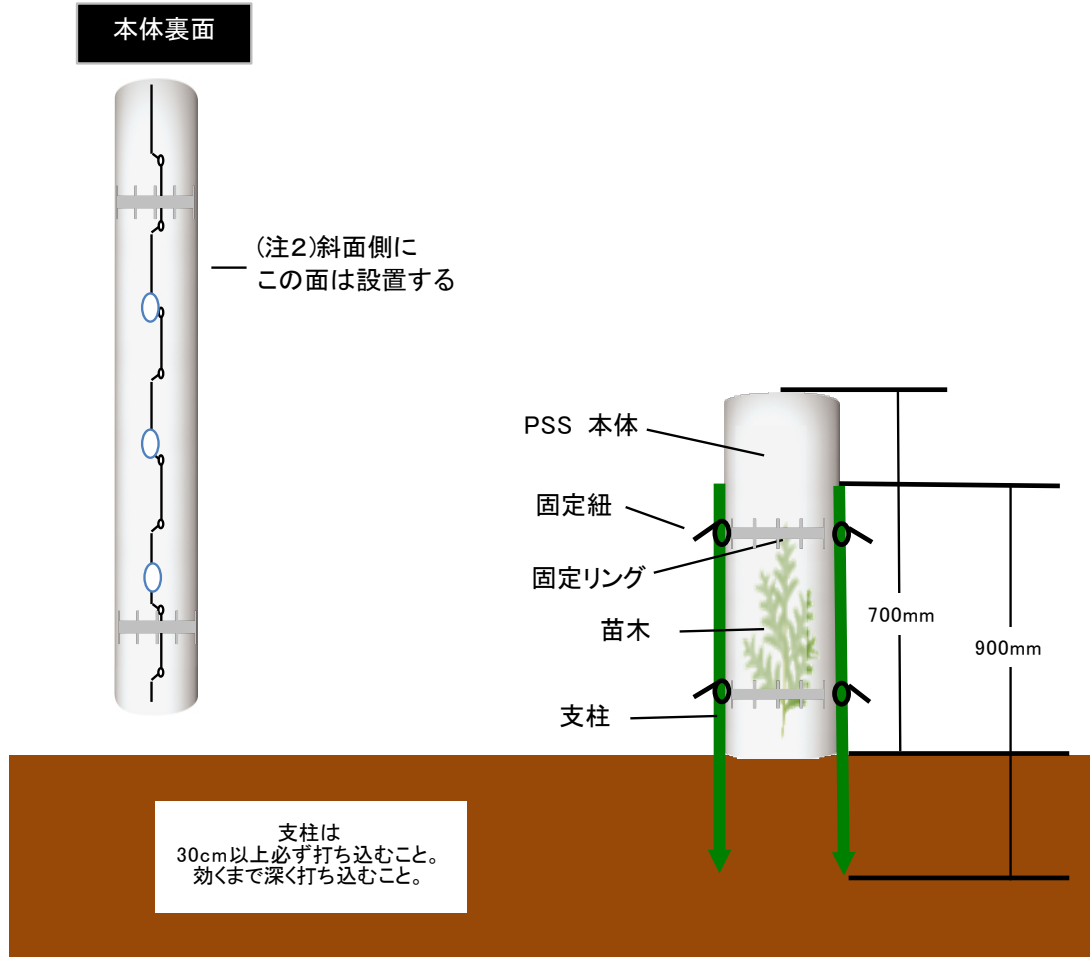 本体裏面
(注2)斜面側に
この面は設置する
PSS 本体
固定紐
固定リング
苗木
支柱
700mm
900mm
支柱は
30cm以上必ず打ち込むこと。
効くまで深く打ち込むこと。